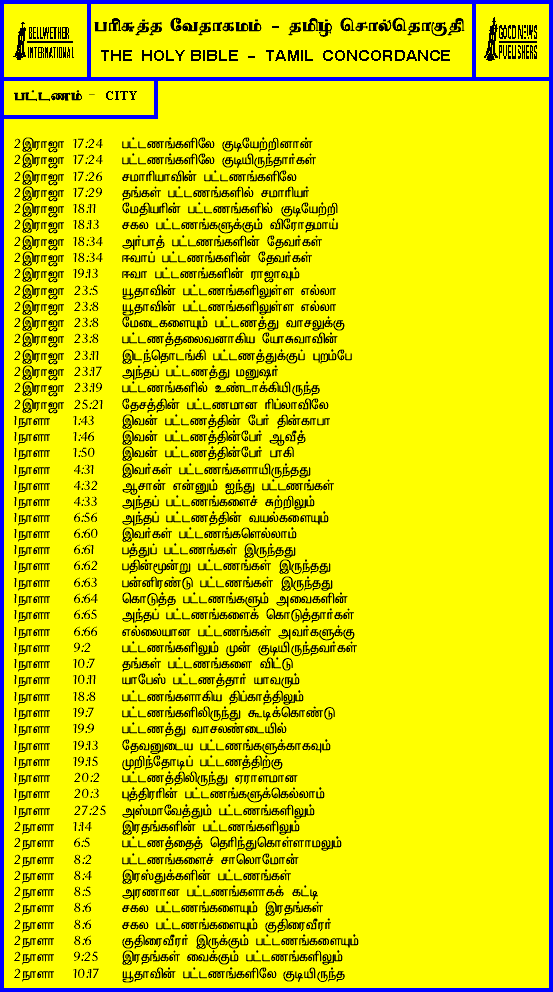 BELLWETHER
INTERNATIONAL
பரிசுத்த வேதாகமம் - தமிழ் சொல்தொகுதி
THE HOLY BIBLE - TAMIL CONCORDANCE
GOOD NEWS
PUBLISHERS
பட்டணம் - CITY
2இராஜா 17:24 பட்டணங்களிலே குடியேற்றினான்
2இராஜா 17:24 பட்டணங்களிலே குடியிருந்தார்கள்
2இராஜா 17:26 சமாரியாவின் பட்டணங்களிலே
2இராஜா 17:29 தங்கள் பட்டணங்களில் சமாரியர்
2இராஜா 18:11 மேதியரின் பட்டணங்களில் குடியேற்றி
2இராஜா 18:13 சகல பட்டணங்களுக்கும் விரோதமாய்
2இராஜா 18:34 அர்பாத் பட்டணங்களின் தேவர்கள்
2இராஜா 18:34 ஈவாப் பட்டணங்களின் தேவர்கள்
2இராஜா 19:13 ஈவா பட்டணங்களின் ராஜாவும்
2இராஜா 23:5 யூதாவின் பட்டணங்களிலுள்ள எல்லா
2இராஜா 23:8 யூதாவின் பட்டணங்களிலுள்ள எல்லா
2இராஜா 23:8 மேடைகளையும் பட்டணத்து வாசலுக்கு
2இராஜா 23:8 பட்டணத்தலைவனாகிய யோசுவாவின்
2இராஜா 23:11 இடந்தொடங்கி பட்டணத்துக்குப் புறம்பே
2இராஜா 23:17 அந்தப் பட்டணத்து மனுஷர்
2இராஜா 23:19 பட்டணங்களில் உண்டாக்கியிருந்த
2இராஜா 25:21 தேசத்தின் பட்டணமான ரிப்லாவிலே
1நாளா 1:43 இவன் பட்டணத்தின் பேர் தின்காபா
1நாளா 1:46 இவன் பட்டணத்தின்பேர் ஆவீத்
1நாளா 1:50 இவன் பட்டணத்தின்பேர் பாகி
1நாளா 4:31 இவர்கள் பட்டணங்களாயிருந்தது
1நாளா 4:32 ஆசான் என்னும் ஐந்து பட்டணங்கள்
1நாளா 4:33 அந்தப் பட்டணங்களைச் சுற்றிலும்
1நாளா 6:56 அந்தப் பட்டணத்தின் வயல்களையும்
1நாளா 6:60 இவர்கள் பட்டணங்களெல்லாம்
1நாளா 6:61 பத்துப் பட்டணங்கள் இருந்தது
1நாளா 6:62 பதின்மூன்று பட்டணங்கள் இருந்தது
1நாளா 6:63 பன்னிரண்டு பட்டணங்கள் இருந்தது
1நாளா 6:64 கொடுத்த பட்டணங்களும் அவைகளின்
1நாளா 6:65 அந்தப் பட்டணங்களைக் கொடுத்தார்கள்
1நாளா 6:66 எல்லையான பட்டணங்கள் அவர்களுக்கு
1நாளா 9:2 பட்டணங்களிலும் முன் குடியிருந்தவர்கள்
1நாளா 10:7 தங்கள் பட்டணங்களை விட்டு
1நாளா 10:11 யாபேஸ் பட்டணத்தார் யாவரும்
1நாளா 18:8 பட்டணங்களாகிய திப்காத்திலும்
1நாளா 19:7 பட்டணங்களிலிருந்து கூடிக்கொண்டு
1நாளா 19:9 பட்டணத்து வாசலண்டையில்
1நாளா 19:13 தேவனுடைய பட்டணங்களுக்காகவும்
1நாளா 19:15 முறிந்தோடிப் பட்டணத்திற்கு
1நாளா 20:2 பட்டணத்திலிருந்து ஏராளமான
1நாளா 20:3 புத்திரரின் பட்டணங்களுக்கெல்லாம்
1நாளா 27:25 அஸ்மாவேத்தும் பட்டணங்களிலும்
2நாளா 1:14 இரதங்களின் பட்டணங்களிலும்
2நாளா 6:5 பட்டணத்தைத் தெரிந்துகொள்ளாமலும்
2நாளா 8:2 பட்டணங்களைச் சாலொமோன்
2நாளா 8:4 இரஸ்துக்களின் பட்டணங்கள்
2நாளா 8:5 அரணான பட்டணங்களாகக் கட்டி
2நாளா 8:6 சகல பட்டணங்களையும் இரதங்கள்
2நாளா 8:6 சகல பட்டணங்களையும் குதிரைவீரர்
2நாளா 8:6 குதிரைவீரர் இருக்கும் பட்டணங்களையும்
2நாளா 9:25 இரதங்கள் வைக்கும் பட்டணங்களிலும்
2நாளா 10:17 யூதாவின் பட்டணங்களிலே குடியிருந்த